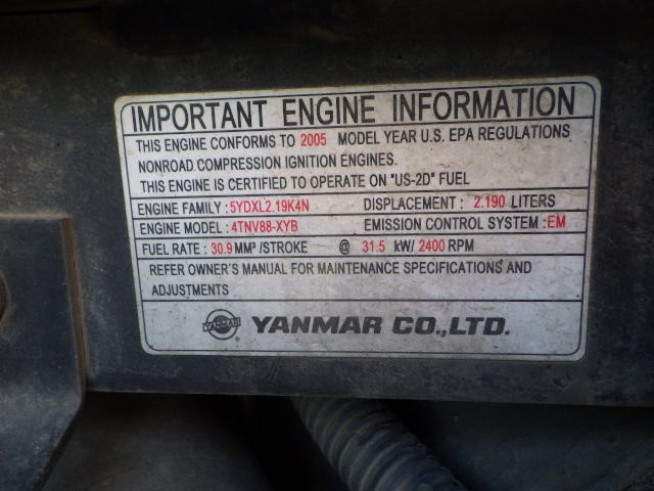 IMPORTANT ENGINE INFORMATION
THIS ENGINE CONFORMS TO 2005 MODEL YEAR U.S. EPA REGULATIONS
NONROAD COMPRESSION IGNITION ENGINES.
THIS ENGINE IS CERTIFIED TO OPERATE ON "US-2D" FUEL
ENGINE FAMILY : 5YDXL2.19K4N DISPLACEMENT : 2.190 LITERS
ENGINE MODEL : 4TNV88-XYB EMISSION CONTROL SYSTEM : EM
FUEL RATE : 30.9 MM³ /STROKE @ 31.5 kW/ 2400 RPM
REFER OWNER'S MANUAL FOR MAINTENANCE SPECIFICATIONS AND
ADJUSTMENTS
YANMAR YANMAR CO.,LTD.